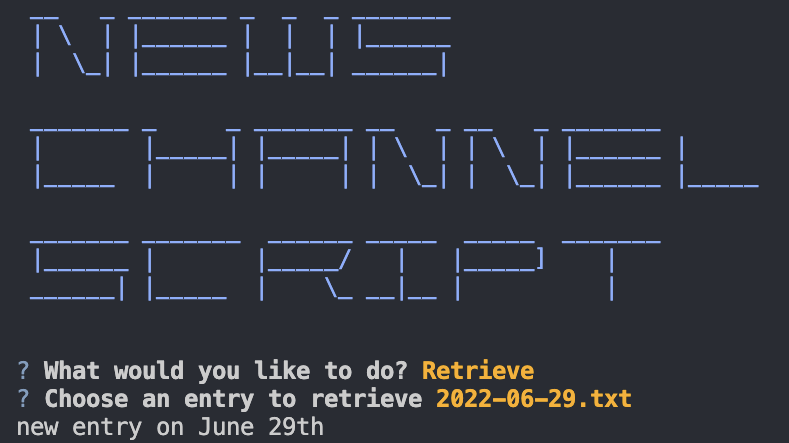 NEWS
CHANNEL
SCRIPT
? What would you like to do? Retrieve
? Choose an entry to retrieve 2022-06-29.txt
new entry on June 29th